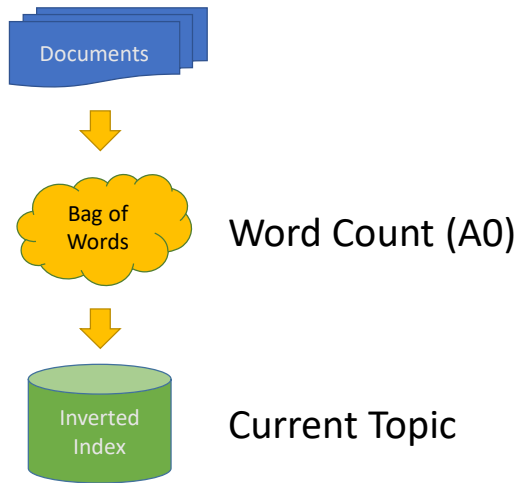 Documents
Bag of
Words
Word Count (A0)
Inverted
Index
Current Topic